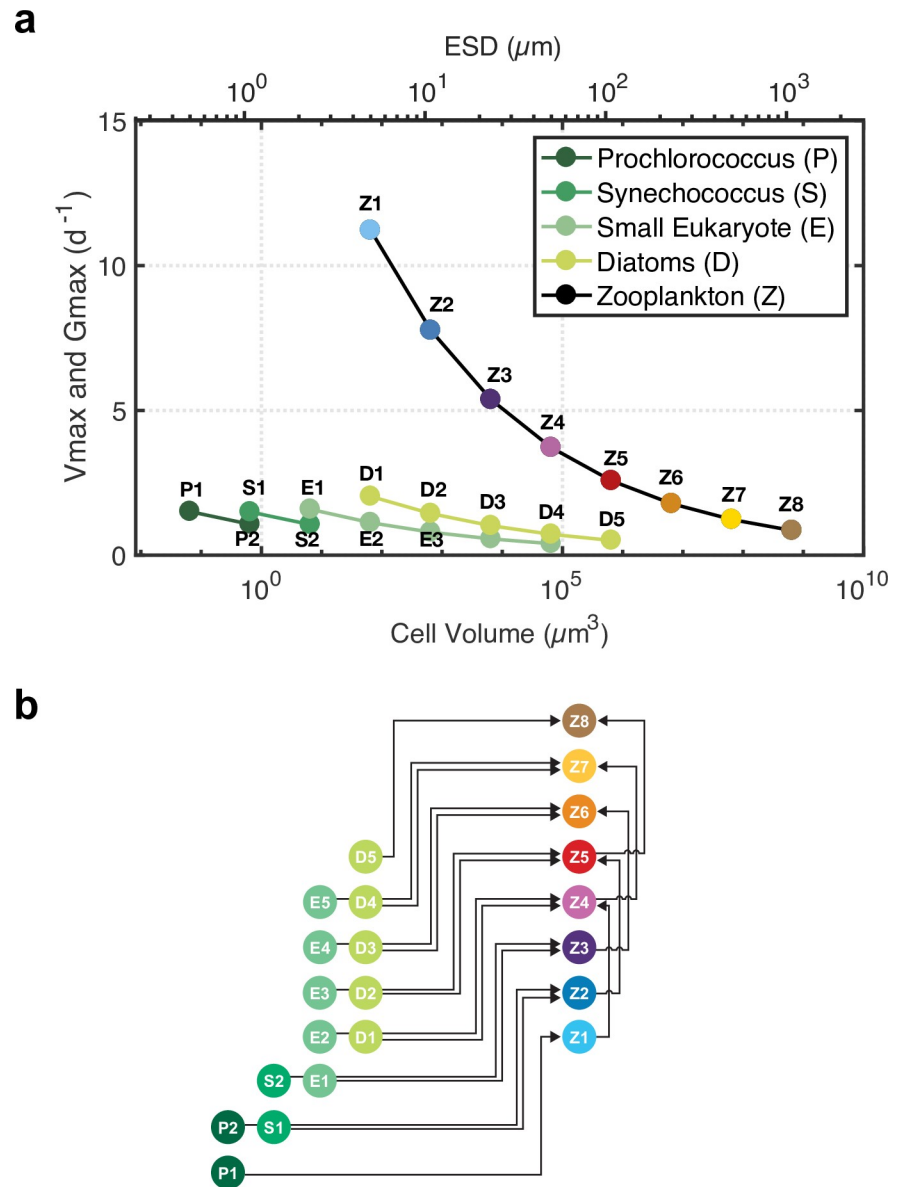 a
ESD (μm)
10^0 10^1 10^2 10^3
15
10
5
0
Vmax and Gmax (d^-1)
Prochlorococcus (P)
Synechococcus (S)
Small Eukaryote (E)
Diatoms (D)
Zooplankton (Z)
Z1
Z2
Z3
Z4
Z5
Z6
Z7
Z8
P1 S1 E1 D1 D2 D3 D4 D5
P2 S2 E2 E3
10^0 10^5 10^10
Cell Volume (μm^3)
b
Z8
Z7
Z6
D5 Z5
E5 D4 Z4
E4 D3 Z3
E3 D2 Z2
E2 D1 Z1
S2 E1
P2 S1
P1